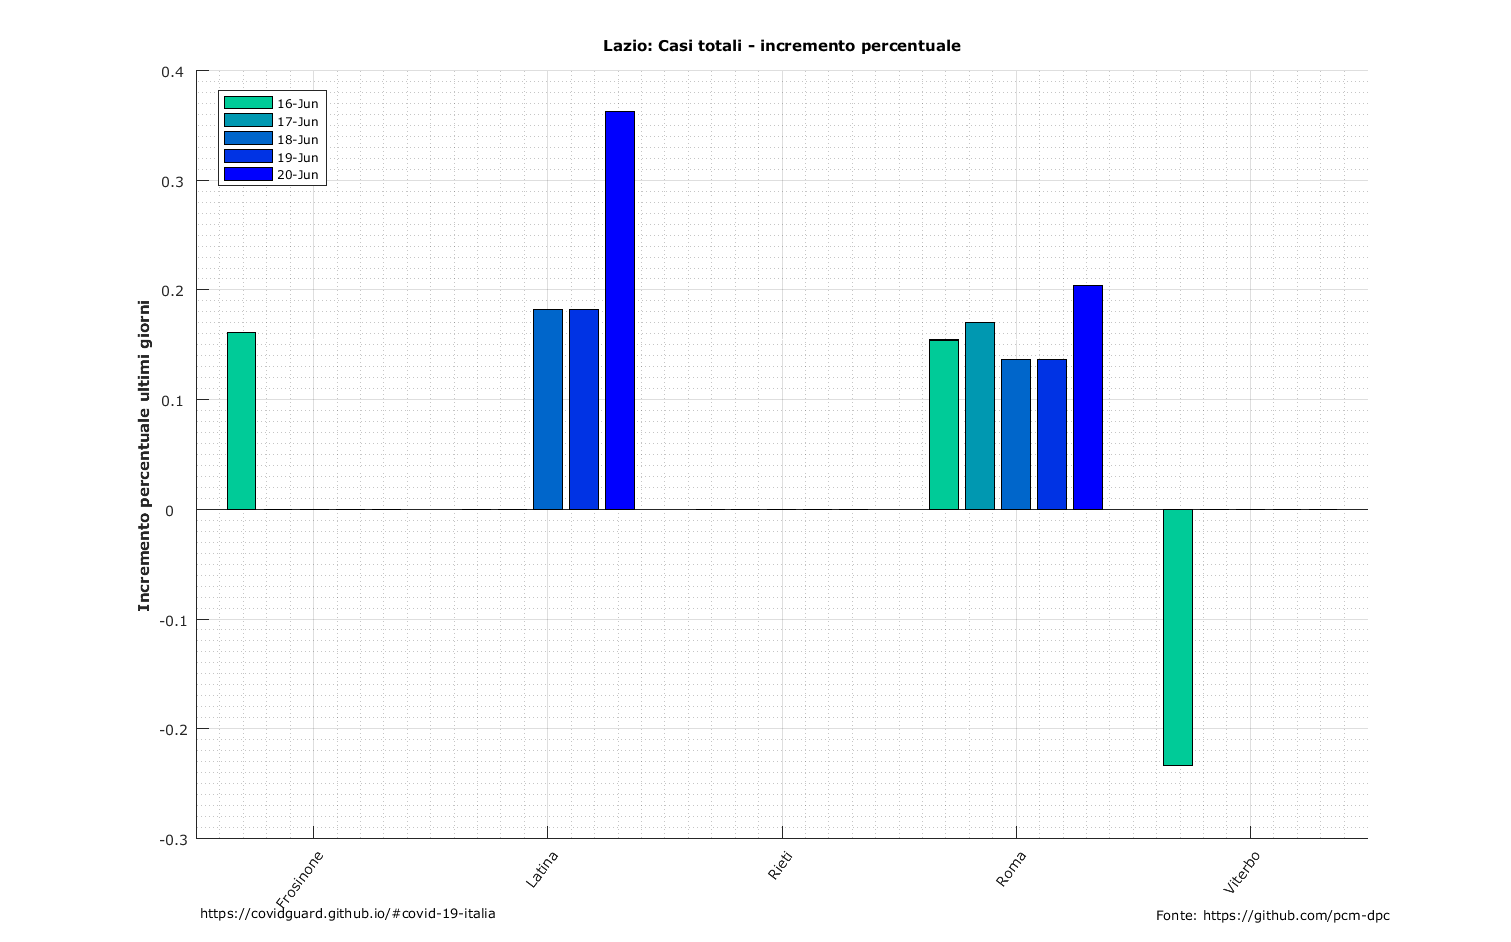 Lazio: Casi totali - incremento percentuale
0.4
0.3
0.2
0.1
0
-0.1
-0.2
-0.3
Incremento percentuale ultimi giorni
16-Jun
17-Jun
18-Jun
19-Jun
20-Jun
Frosinone
Latina
Rieti
Roma
Viterbo
https://covidguard.github.io/#covid-19-italia
Fonte: https://github.com/pcm-dpc